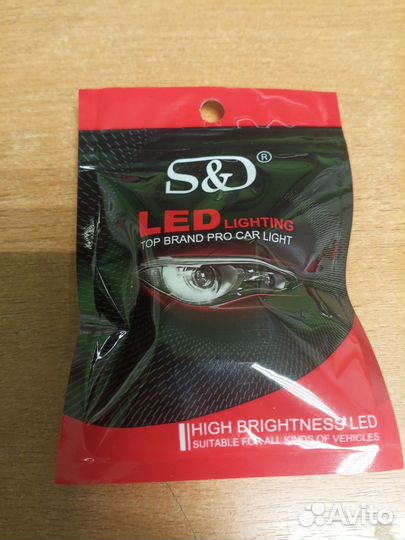 S&D®
LED LIGHTING
TOP BRAND PRO CAR LIGHT
HIGH BRIGHTNESS LED
SUITABLE FOR ALL KINDS OF VEHICLES
Avito